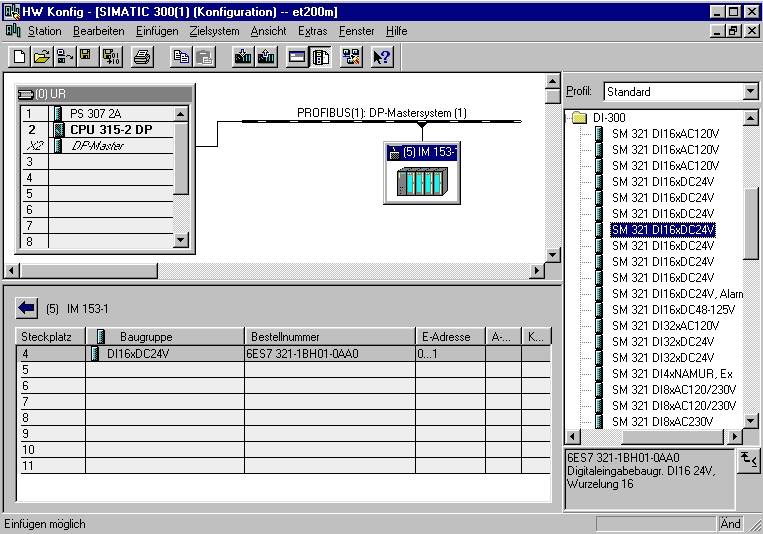 HW Konfig - [SIMATIC 300(1) (Konfiguration) -- et200m]
Station Bearbeiten Einfügen Zielsystem Ansicht Extras Fenster Hilfe
(0) UR
1 PS 307 2A
2 CPU 315-2 DP
X2 DP-Master
3
4
5
6
7
8
PROFIBUS(1): DP-Mastersystem (1)
(5) IM 153-1
Profil: Standard
DI-300
SM 321 DI16xAC120V
SM 321 DI16xAC120V
SM 321 DI16xAC120V
SM 321 DI16xDC24V
SM 321 DI16xDC24V
SM 321 DI16xDC24V
SM 321 DI16xDC24V
SM 321 DI16xDC24V
SM 321 DI16xDC24V
SM 321 DI16xDC24V
SM 321 DI16xDC24V, Alarm
SM 321 DI16xDC48-125V
SM 321 DI32xAC120V
SM 321 DI32xDC24V
SM 321 DI32xDC24V
SM 321 DI4xNAMUR, Ex
SM 321 DI8xAC120/230V
SM 321 DI8xAC120/230V
SM 321 DI8xAC230V
(5) IM 153-1
Steckplatz Baugruppe Bestellnummer E-Adresse A-... K...
4 DI16xDC24V 6ES7 321-1BH01-0AA0 0...1
5
6
7
8
9
10
11
6ES7 321-1BH01-0AA0
Digitaleingabebaugr. DI16 24V,
Wurzelung 16
Einfügen möglich Änd